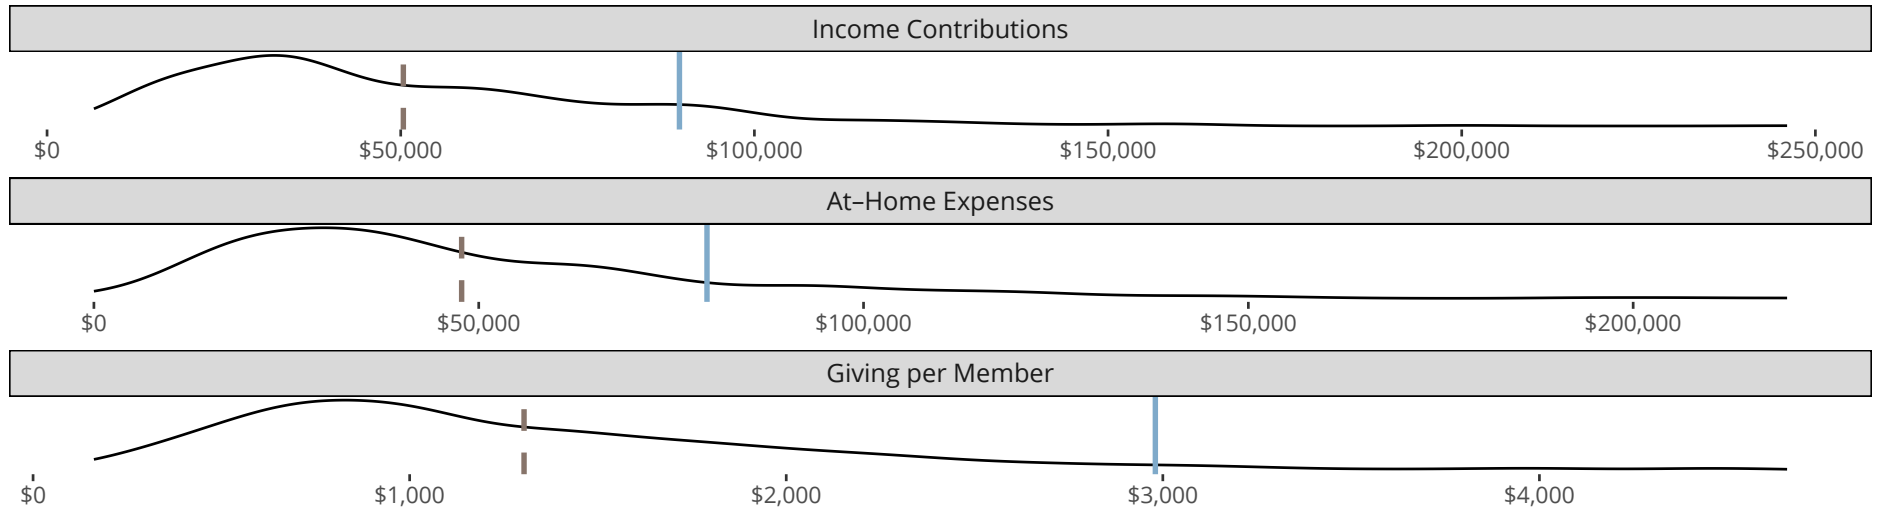 Income Contributions
$0 $50,000 $100,000 $150,000 $200,000 $250,000
At–Home Expenses
$0 $50,000 $100,000 $150,000 $200,000
Giving per Member
$0 $1,000 $2,000 $3,000 $4,000